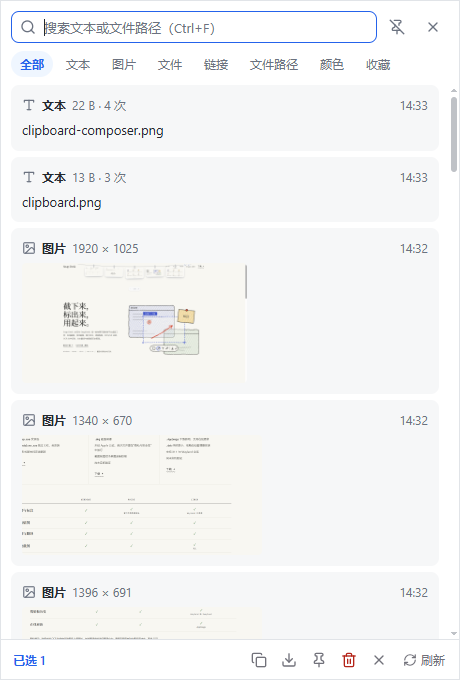 搜索文本或文件路径（Ctrl+F）
全部 文本 图片 文件 链接 文件路径 颜色 收藏
文本 22 B · 4 次 14:33
clipboard-composer.png
文本 13 B · 3 次 14:33
clipboard.png
图片 1920 × 1025 14:32
截下来,
标出来,
用起来。
图片 1340 × 670 14:32
图片 1396 × 691 14:32
已选 1 刷新